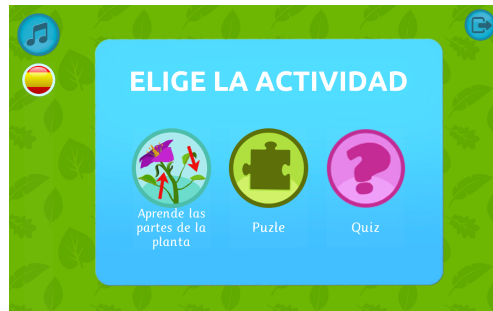 ELIGE LA ACTIVIDAD
Aprende las
partes de la
planta
Puzle
Quiz